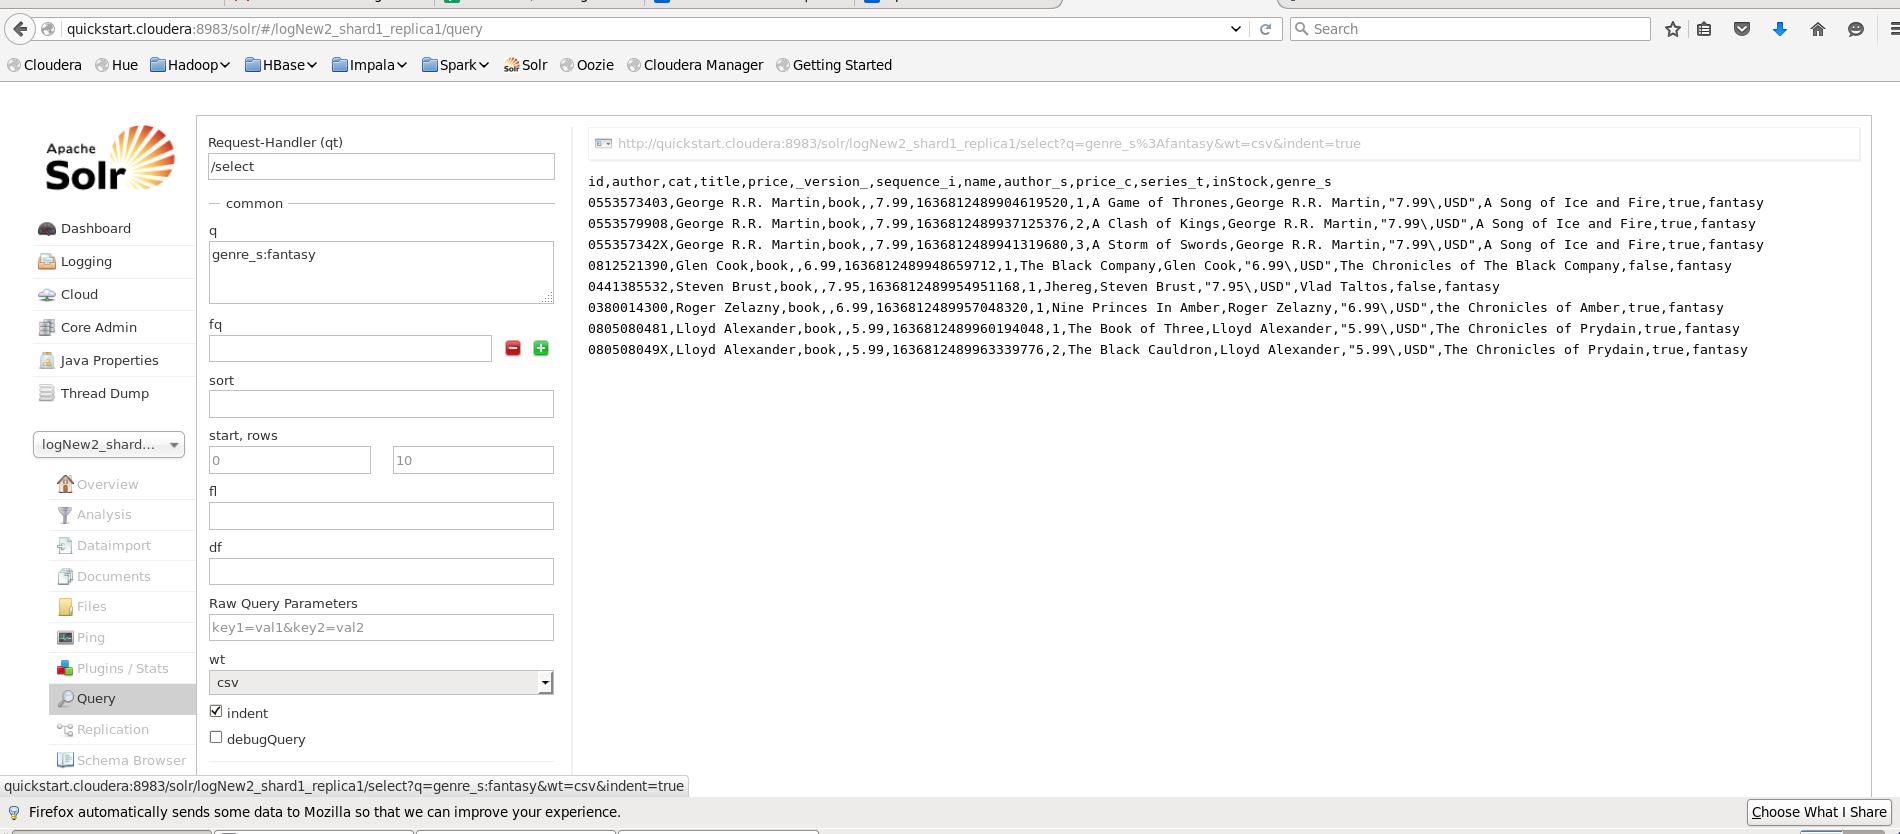 quickstart.cloudera:8983/solr/#/logNew2_shard1_replica1/query
Search
Cloudera Hue Hadoop HBase Impala Spark Solr Oozie Cloudera Manager Getting Started
Apache
Solr
Dashboard
Logging
Cloud
Core Admin
Java Properties
Thread Dump
logNew2_shard...
Overview
Analysis
Dataimport
Documents
Files
Ping
Plugins / Stats
Query
Replication
Schema Browser
Request-Handler (qt)
/select
common
q
genre_s:fantasy
fq
sort
start, rows
0 10
fl
df
Raw Query Parameters
key1=val1&key2=val2
wt
csv
indent
debugQuery
http://quickstart.cloudera:8983/solr/logNew2_shard1_replica1/select?q=genre_s%3Afantasy&wt=csv&indent=true
id,author,cat,title,price,_version_,sequence_i,name,author_s,price_c,series_t,inStock,genre_s
0553573403,George R.R. Martin,book,,7.99,1636812489904619520,1,A Game of Thrones,George R.R. Martin,"7.99\,USD",A Song of Ice and Fire,true,fantasy
0553579908,George R.R. Martin,book,,7.99,1636812489937125376,2,A Clash of Kings,George R.R. Martin,"7.99\,USD",A Song of Ice and Fire,true,fantasy
055357342X,George R.R. Martin,book,,7.99,1636812489941319680,3,A Storm of Swords,George R.R. Martin,"7.99\,USD",A Song of Ice and Fire,true,fantasy
0812521390,Glen Cook,book,,6.99,1636812489948659712,1,The Black Company,Glen Cook,"6.99\,USD",The Chronicles of The Black Company,false,fantasy
0441385532,Steven Brust,book,,7.95,1636812489954951168,1,Jhereg,Steven Brust,"7.95\,USD",Vlad Taltos,false,fantasy
0380014300,Roger Zelazny,book,,6.99,1636812489957048320,1,Nine Princes In Amber,Roger Zelazny,"6.99\,USD",the Chronicles of Amber,true,fantasy
0805080481,Lloyd Alexander,book,,5.99,1636812489960194048,1,The Book of Three,Lloyd Alexander,"5.99\,USD",The Chronicles of Prydain,true,fantasy
080508049X,Lloyd Alexander,book,,5.99,1636812489963339776,2,The Black Cauldron,Lloyd Alexander,"5.99\,USD",The Chronicles of Prydain,true,fantasy
quickstart.cloudera:8983/solr/logNew2_shard1_replica1/select?q=genre_s:fantasy&wt=csv&indent=true
Firefox automatically sends some data to Mozilla so that we can improve your experience.
Choose What I Share